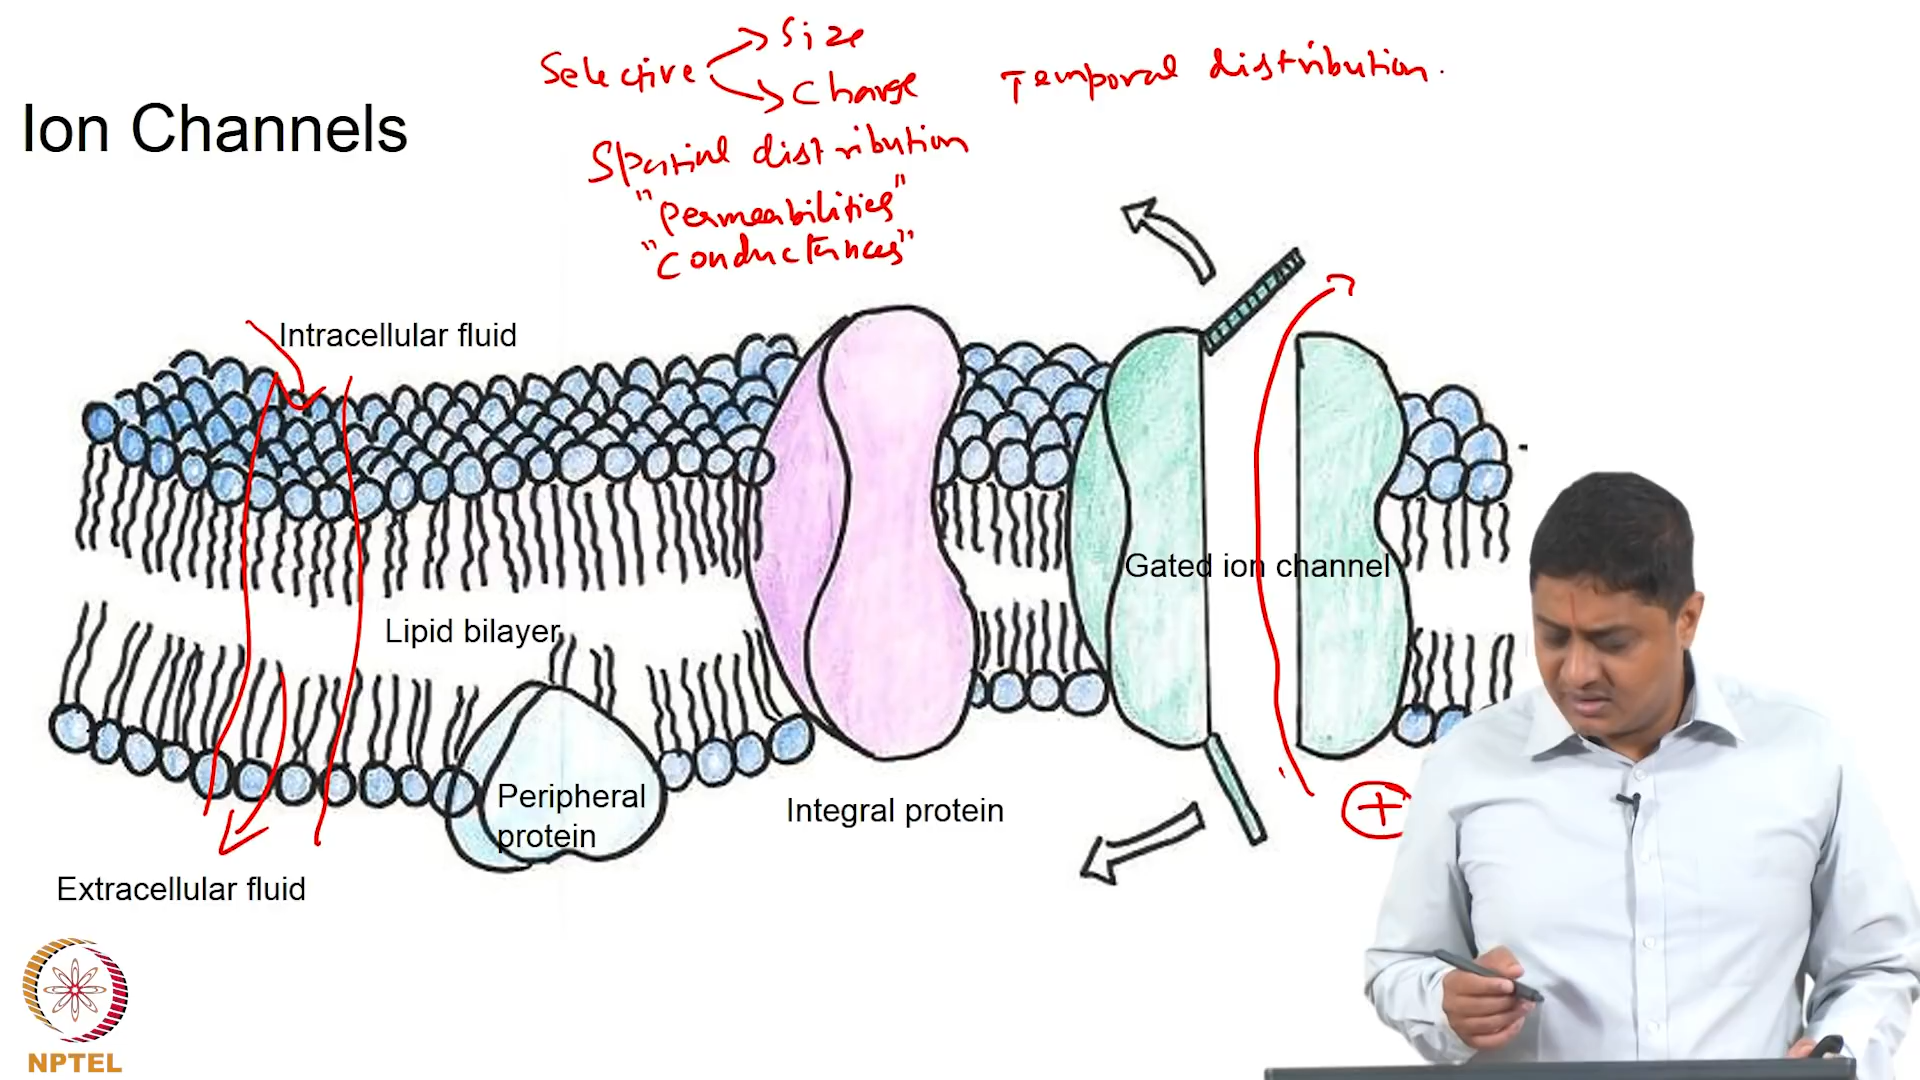 Selective
Size
Charge
Temporal distribution.
Ion Channels
Spatial distribution
"Permeabilities"
"Conductances"
Intracellular fluid
Gated ion channel
Lipid bilayer
Peripheral
protein
Integral protein
+
Extracellular fluid
NPTEL